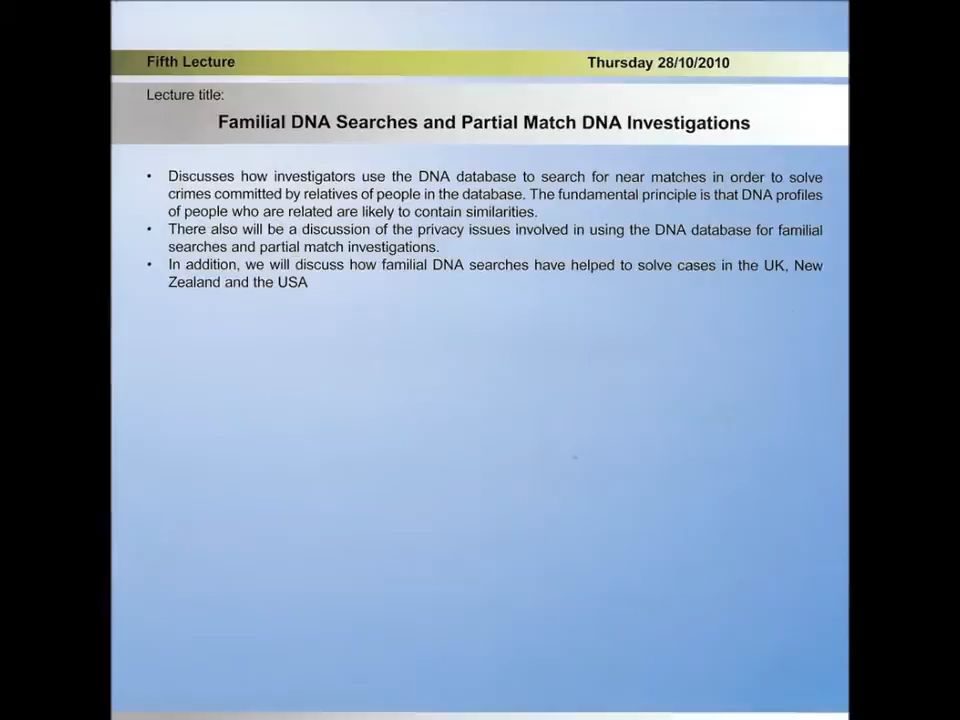 Fifth Lecture
Thursday 28/10/2010
Lecture title:
Familial DNA Searches and Partial Match DNA Investigations
• Discusses how investigators use the DNA database to search for near matches in order to solve
crimes committed by relatives of people in the database. The fundamental principle is that DNA profiles
of people who are related are likely to contain similarities.
• There also will be a discussion of the privacy issues involved in using the DNA database for familial
searches and partial match investigations.
• In addition, we will discuss how familial DNA searches have helped to solve cases in the UK, New
Zealand and the USA